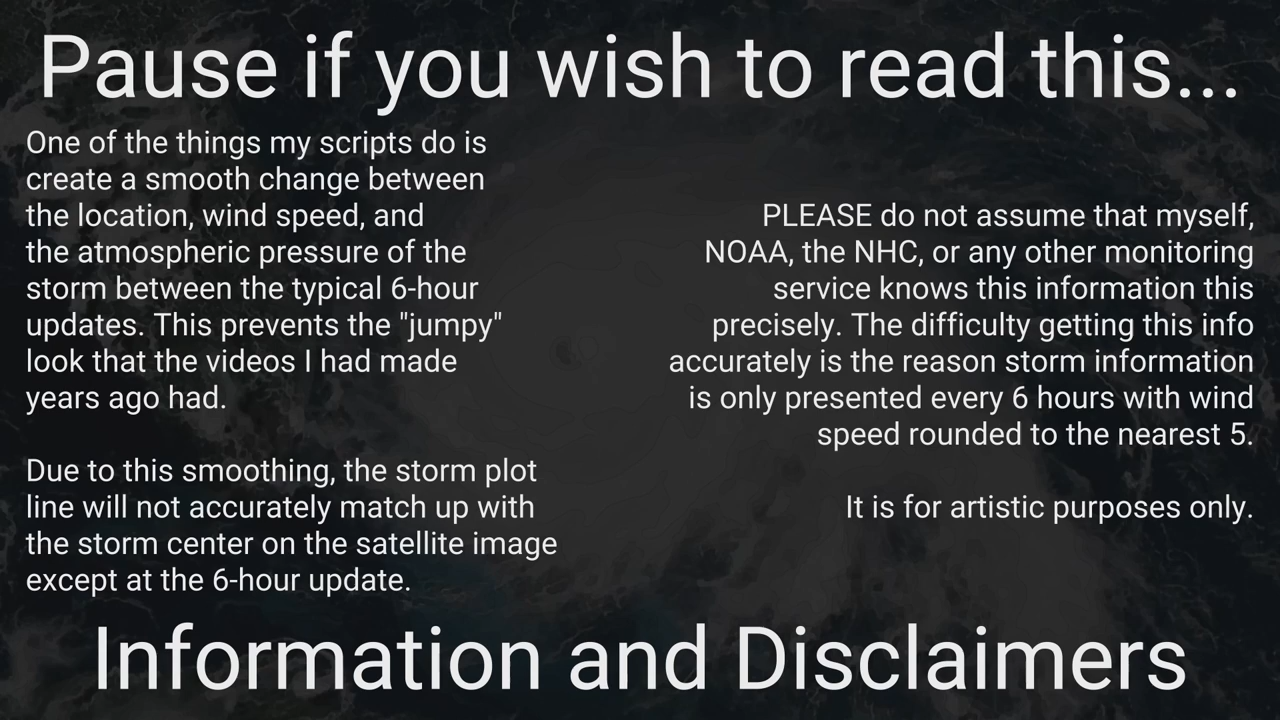 Pause if you wish to read this...
One of the things my scripts do is
create a smooth change between
the location, wind speed, and
the atmospheric pressure of the
storm between the typical 6-hour
updates. This prevents the "jumpy"
look that the videos I had made
years ago had.
Due to this smoothing, the storm plot
line will not accurately match up with
the storm center on the satellite image
except at the 6-hour update.
PLEASE do not assume that myself,
NOAA, the NHC, or any other monitoring
service knows this information this
precisely. The difficulty getting this info
accurately is the reason storm information
is only presented every 6 hours with wind
speed rounded to the nearest 5.
It is for artistic purposes only.
Information and Disclaimers